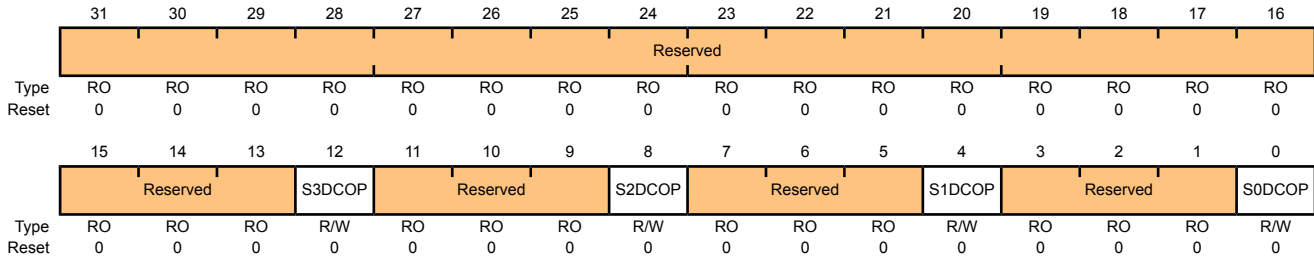 31 30 29 28 27 26 25 24 23 22 21 20 19 18 17 16
Reserved
Type RO RO RO RO RO RO RO RO RO RO RO RO RO RO RO RO
Reset 0 0 0 0 0 0 0 0 0 0 0 0 0 0 0 0
15 14 13 12 11 10 9 8 7 6 5 4 3 2 1 0
Reserved S3DCOP Reserved S2DCOP Reserved S1DCOP Reserved S0DCOP
Type RO RO RO R/W RO RO RO R/W RO RO RO R/W RO RO RO R/W
Reset 0 0 0 0 0 0 0 0 0 0 0 0 0 0 0 0